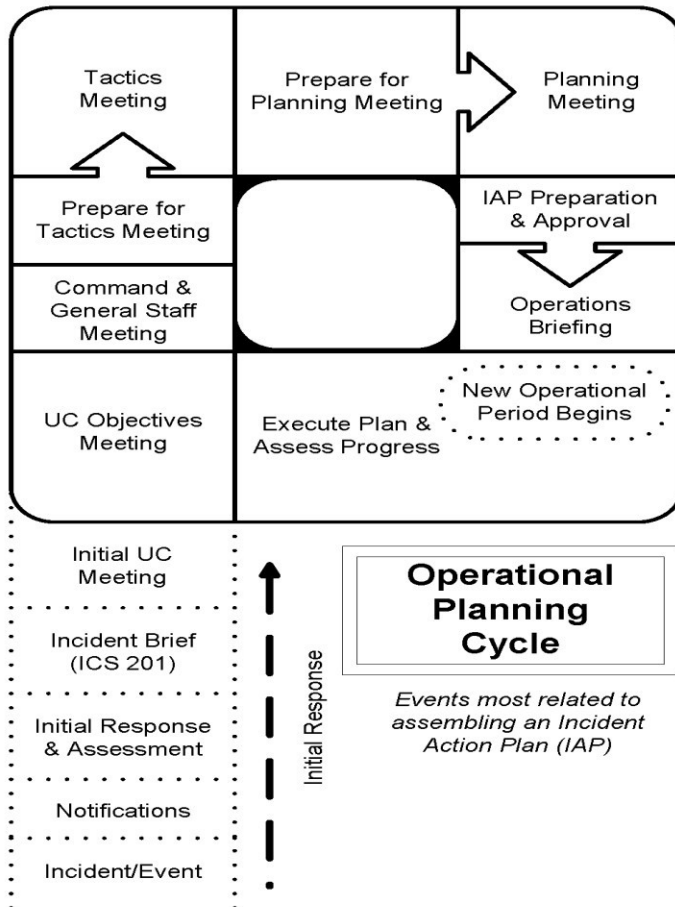 Tactics
Meeting
Prepare for
Planning Meeting
Planning
Meeting
Prepare for
Tactics Meeting
IAP Preparation
& Approval
Command &
General Staff
Meeting
Operations
Briefing
UC Objectives
Meeting
Execute Plan &
Assess Progress
New Operational
Period Begins
Initial UC
Meeting
Incident Brief
(ICS 201)
Initial Response
& Assessment
Notifications
Incident/Event
Initial Response
Operational
Planning
Cycle
Events most related to
assembling an Incident
Action Plan (IAP)